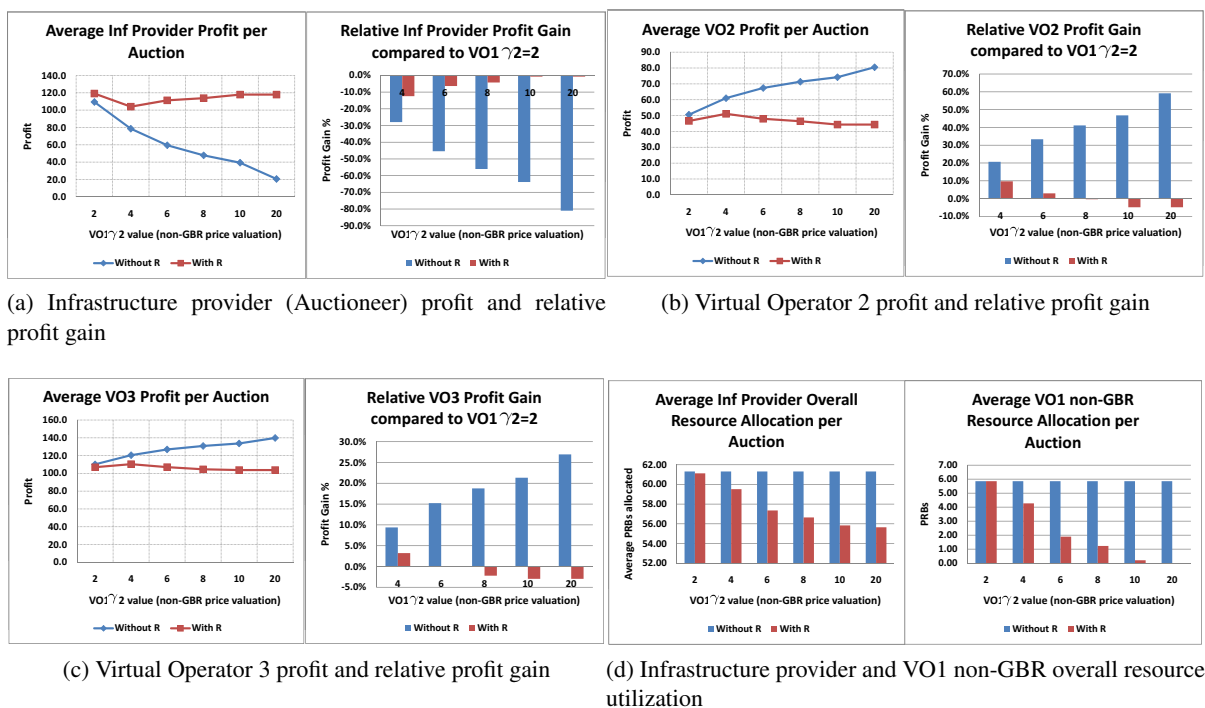 Average Inf Provider Profit per
Auction
Profit
140.0
120.0
100.0
80.0
60.0
40.0
20.0
0.0
2 4 6 8 10 20
VO1γ2 value (non-GBR price valuation)
Without R With R
Relative Inf Provider Profit Gain
compared to VO1γ2=2
Profit Gain %
0.0%
-10.0%
-20.0%
-30.0%
-40.0%
-50.0%
-60.0%
-70.0%
-80.0%
-90.0%
4 6 8 10 20
VO1γ2 value (non-GBR price valuation)
Without R With R
(a) Infrastructure provider (Auctioneer) profit and relative
profit gain
Average VO2 Profit per Auction
Profit
90.0
80.0
70.0
60.0
50.0
40.0
30.0
20.0
10.0
0.0
2 4 6 8 10 20
VO1γ2 value (non-GBR price valuation)
Without R With R
Relative VO2 Profit Gain
compared to VO1γ2=2
Profit Gain %
70.0%
60.0%
50.0%
40.0%
30.0%
20.0%
10.0%
0.0%
-10.0%
4 6 8 10 20
VO1γ2 value (non-GBR price valuation)
Without R With R
(b) Virtual Operator 2 profit and relative profit gain
Average VO3 Profit per Auction
Profit
160.0
140.0
120.0
100.0
80.0
60.0
40.0
20.0
0.0
2 4 6 8 10 20
VO1γ2 value (non-GBR price valuation)
Without R With R
Relative VO3 Profit Gain
compared to VO1γ2=2
Profit Gain %
30.0%
25.0%
20.0%
15.0%
10.0%
5.0%
0.0%
-5.0%
4 6 8 10 20
VO1γ2 value (non-GBR price valuation)
Without R With R
(c) Virtual Operator 3 profit and relative profit gain
Average Inf Provider Overall
Resource Allocation per
Auction
Average PRBs allocated
62.00
60.00
58.00
56.00
54.00
52.00
2 4 6 8 10 20
VO1γ2 value (non-GBR price valuation)
Without R With R
Average VO1 non-GBR
Resource Allocation per
Auction
PRBs
7.00
6.00
5.00
4.00
3.00
2.00
1.00
0.00
2 4 6 8 10 20
VO1γ2 value (non-GBR price valuation)
Without R With R
(d) Infrastructure provider and VO1 non-GBR overall resource
utilization